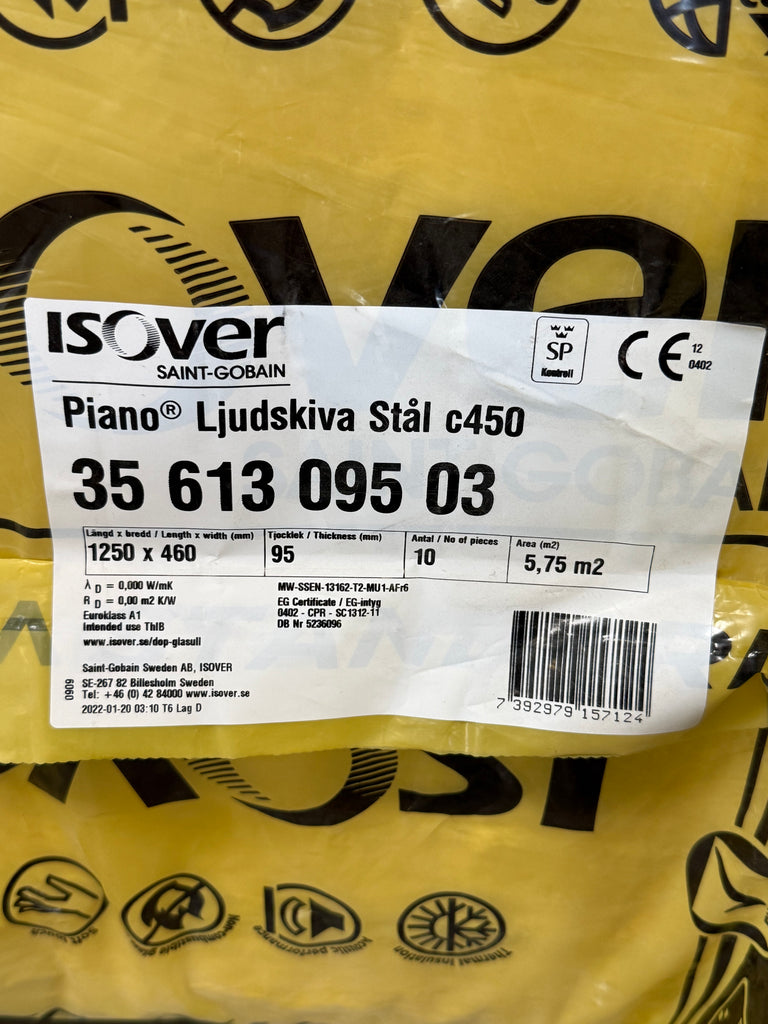 ISOVER
SAINT-GOBAIN
SP
Kontroll
CE
12
0402
Piano® Ljudskiva Stål c450
35 613 095 03
Längd x bredd / Length x width (mm)
1250 x 460
Tjocklek / Thickness (mm)
95
Antal / No of pieces
10
Area (m2)
5,75 m2
λ D = 0,000 W/mK
R D = 0,00 m2 K/W
Euroklass A1
Intended use ThIB
www.isover.se/dop-glasull
MW-SSEN-13162-T2-MU1-AFr6
EG Certificate / EG-intyg
0402 - CPR - SC1312-11
DB Nr 5236096
Saint-Gobain Sweden AB, ISOVER
SE-267 82 Billesholm Sweden
Tel: +46 (0) 42 84000 www.isover.se
2022-01-20 03:10 T6 Lag D
6060
7 392979 157124
soft touch
Thermal Insulation